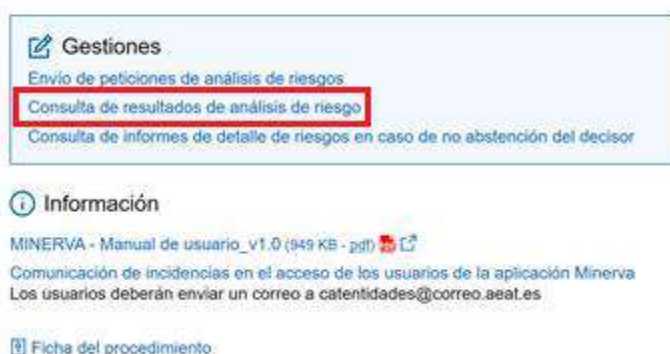 Gestiones
Envío de peticiones de análisis de riesgos
Consulta de resultados de análisis de riesgo
Consulta de informes de detalle de riesgos en caso de no abstención del decisor
Información
MINERVA - Manual de usuario_v1.0 (949 KB - pdf)
Comunicación de incidencias en el acceso de los usuarios de la aplicación Minerva
Los usuarios deberán enviar un correo a catentidades@correo.aeat.es
Ficha del procedimiento